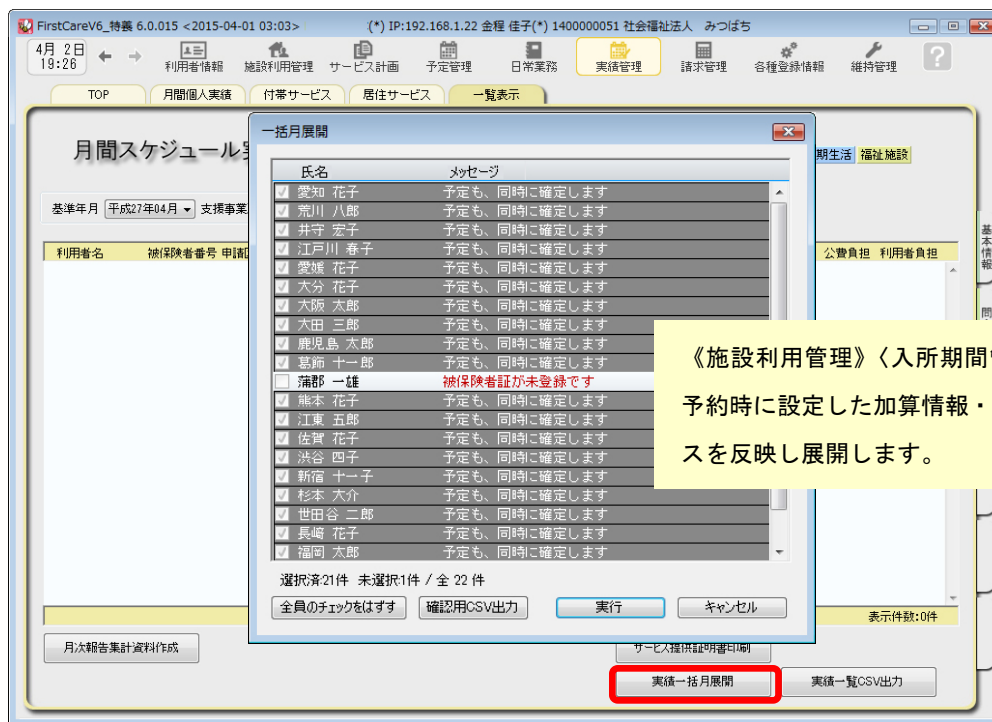 FirstCareV6_特養 6.0.015 <2015-04-01 03:03> (*) IP:192.168.1.22 金程 佳子(*) 1400000051 社会福祉法人 みつばち
4月 2日
19:26
利用者情報 施設利用管理 サービス計画 予定管理 日常業務 実績管理 請求管理 各種登録情報 維持管理
TOP 月間個人実績 付帯サービス 居住サービス 一覧表示
月間スケジュール
期生活 福祉施設
基準年月 平成27年04月 支援事業
利用者名 被保険者番号 申請
公費負担 利用者負担
基本情報
一括月展開
氏名 メッセージ
愛知 花子 予定も、同時に確定します
荒川 八郎 予定も、同時に確定します
井守 宏子 予定も、同時に確定します
江戸川 春子 予定も、同時に確定します
愛媛 花子 予定も、同時に確定します
大分 花子 予定も、同時に確定します
大阪 太郎 予定も、同時に確定します
大田 三郎 予定も、同時に確定します
鹿児島 太郎 予定も、同時に確定します
葛飾 十一郎 予定も、同時に確定します
蒲郡 一雄 被保険者証が未登録です
熊本 花子 予定も、同時に確定します
江東 五郎 予定も、同時に確定します
佐賀 花子 予定も、同時に確定します
渋谷 四子 予定も、同時に確定します
新宿 十一子 予定も、同時に確定します
杉本 大介 予定も、同時に確定します
世田谷 二郎 予定も、同時に確定します
長崎 花子 予定も、同時に確定します
福岡 太郎 予定も、同時に確定します
選択済:21件 未選択:1件 / 全 22 件
全員のチェックをはずす 確認用CSV出力 実行 キャンセル
《施設利用管理》〈入所期間
予約時に設定した加算情報・
スを反映し展開します。
表示件数:0件
月次報告集計資料作成 サービス提供証明書印刷
実績一括月展開 実績一覧CSV出力